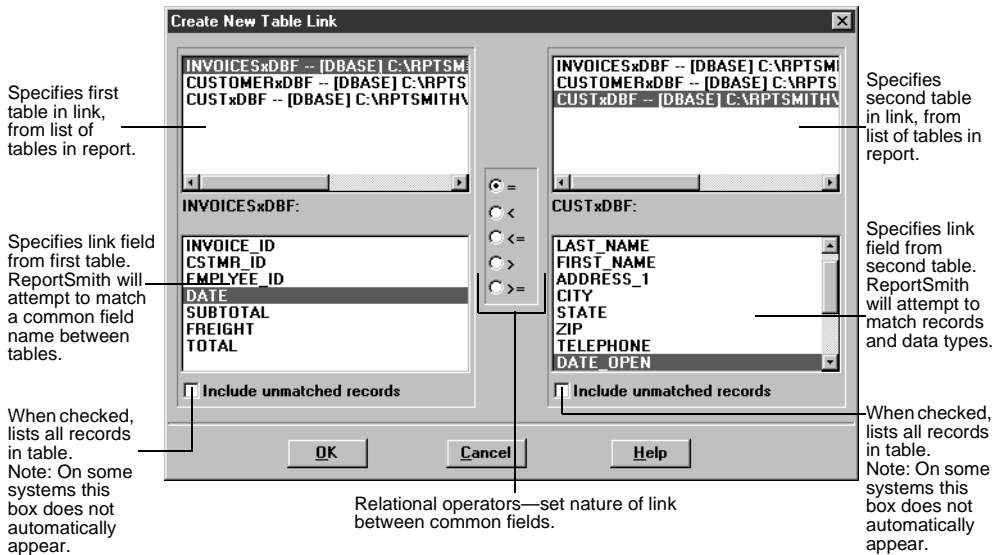 Create New Table Link
Specifies first
table in link,
from list of
tables in report.
INVOICESxDBF -- [DBASE] C:\RPTSM
CUSTOMERxDBF -- [DBASE] C:\RPTS
CUSTxDBF -- [DBASE] C:\RPTSMITH\
INVOICESxDBF:
Specifies link field
from first table.
ReportSmith will
attempt to match
a common field
name between
tables.
INVOICE_ID
CSTMR_ID
EMPLYEE_ID
DATE
SUBTOTAL
FREIGHT
TOTAL
Include unmatched records
When checked,
lists all records
in table.
Note: On some
systems this
box does not
automatically
appear.
=
<
<=
>
>=
INVOICESxDBF -- [DBASE] C:\RPTSMI
CUSTOMERxDBF -- [DBASE] C:\RPTS
CUSTxDBF -- [DBASE] C:\RPTSMITH\
Specifies
second table
in link, from
list of tables in
report.
CUSTxDBF:
LAST_NAME
FIRST_NAME
ADDRESS_1
CITY
STATE
ZIP
TELEPHONE
DATE_OPEN
Specifies link
field from
second table.
ReportSmith
will attempt to
match records
and data types.
Include unmatched records
When checked,
lists all records
in table.
Note: On some
systems this
box does not
automatically
appear.
OK
Cancel
Help
Relational operators—set nature of link
between common fields.